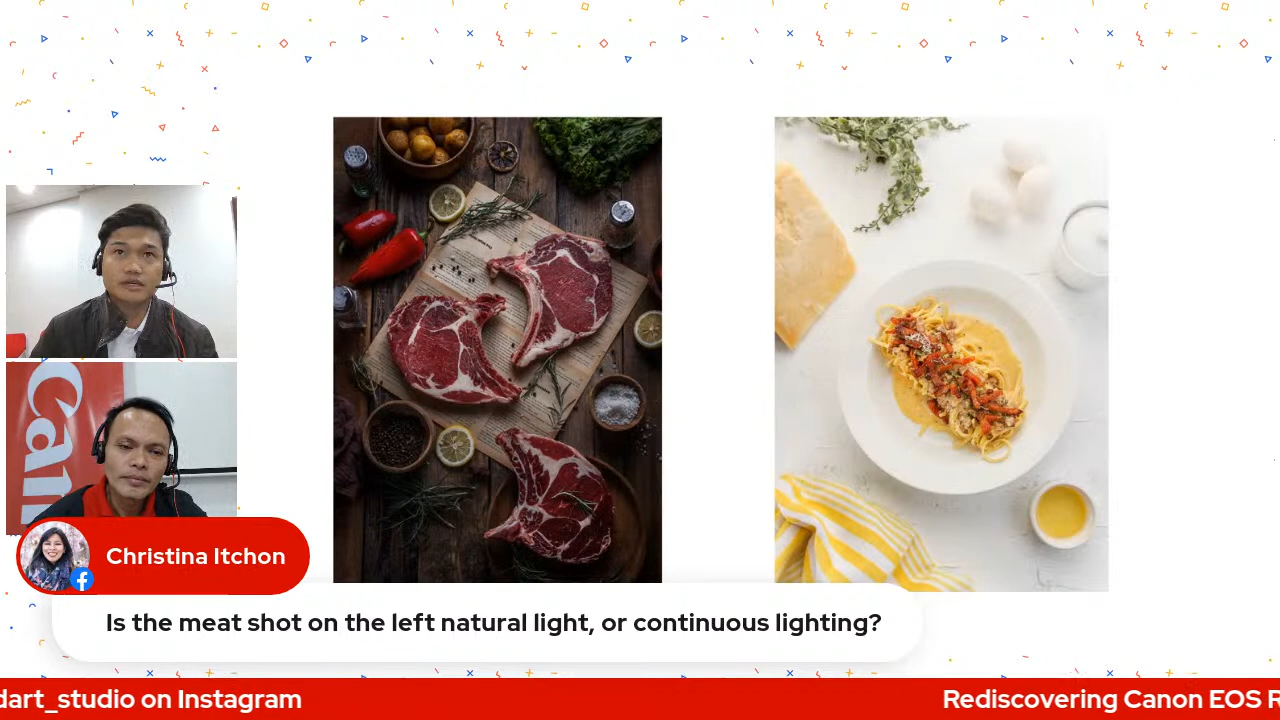 Can
Christina Itchon
Is the meat shot on the left natural light, or continuous lighting?
dart_studio on Instagram
Rediscovering Canon EOS R